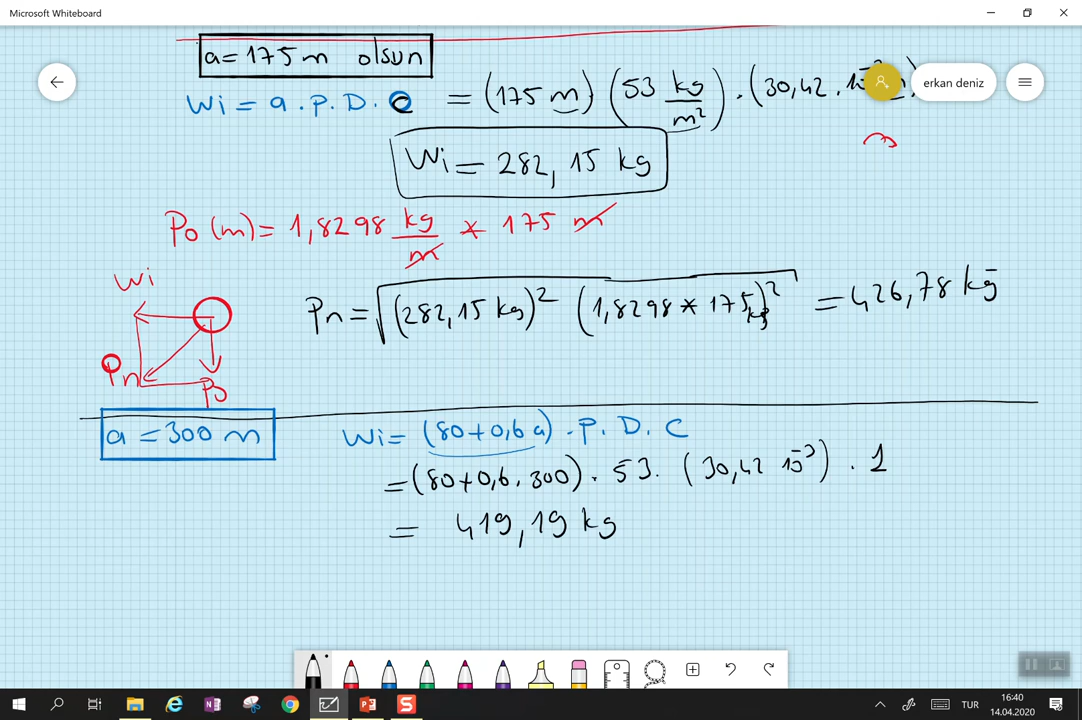 Microsoft Whiteboard
a = 175 m olsun
erkan deniz
Wi = a . P. D. C = (175 m) (53 kg/m²) . (30,42 . 10⁻³
Wi = 282, 15 kg
Po (m) = 1,8298 kg/m * 175 m
Wi
Pn = √(282,15 kg)² (1,8298 * 175 kg)² = 426,78 kg
Pn
Po
a = 300 m
Wi = (80+0,6 a) . P. D. C
= (80+0,6. 300) . 53. (30,42 10⁻³) . 1
= 419,19 kg
16:40
TUR
14.04.2020